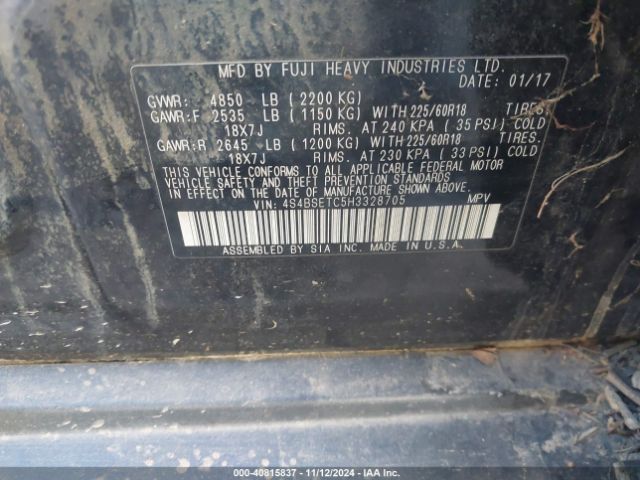 MFD BY FUJI HEAVY INDUSTRIES LTD.
DATE: 01/17
GVWR: 4850 LB (2200 KG)
GAWR:F 2535 LB (1150 KG) WITH 225/60R18 TIRES.
18X7J RIMS. AT 240 KPA (35 PSI) COLD
GAWR:R 2645 LB (1200 KG) WITH 225/60R18 TIRES.
18X7J RIMS. AT 230 KPA (33 PSI) COLD
THIS VEHICLE CONFORMS TO ALL APPLICABLE FEDERAL MOTOR
VEHICLE SAFETY AND THEFT PREVENTION STANDARDS
IN EFFECT ON THE DATE OF MANUFACTURE SHOWN ABOVE.
VIN: 4S4BSETC5H3328705 MPV
ASSEMBLED BY SIA INC. MADE IN U.S.A.
000-40815837 - 11/12/2024 - IAA Inc.